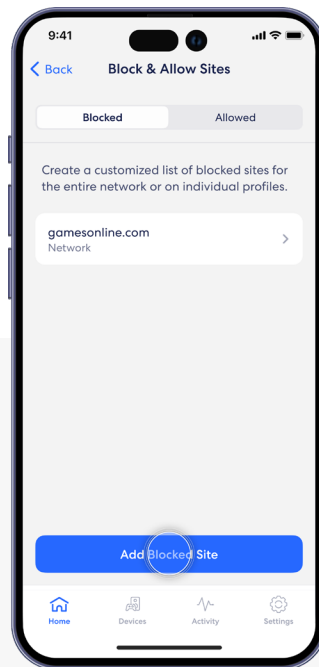 9:41
Back
Block & Allow Sites
Blocked
Allowed
Create a customized list of blocked sites for
the entire network or on individual profiles.
gamesonline.com
Network
Add Blocked Site
Home
Devices
Activity
Settings